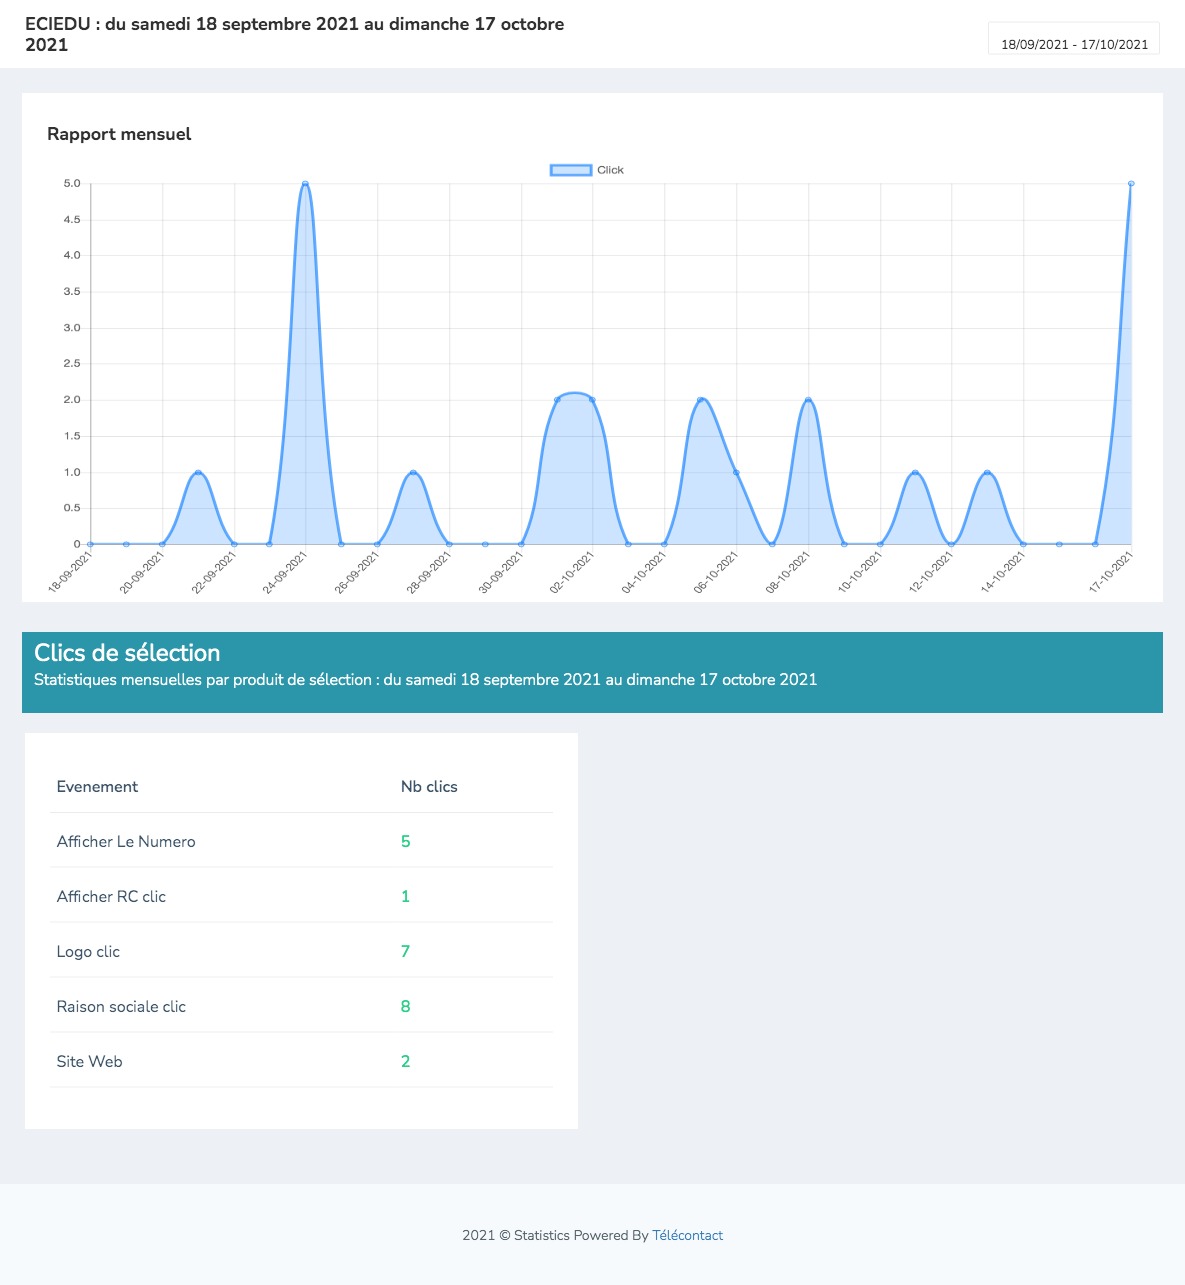 ECIEDU : du samedi 18 septembre 2021 au dimanche 17 octobre
2021
18/09/2021 - 17/10/2021
Rapport mensuel
Click
5.0
4.5
4.0
3.5
3.0
2.5
2.0
1.5
1.0
0.5
0
18-09-2021
20-09-2021
22-09-2021
24-09-2021
26-09-2021
28-09-2021
30-09-2021
02-10-2021
04-10-2021
06-10-2021
08-10-2021
10-10-2021
12-10-2021
14-10-2021
17-10-2021
Clics de sélection
Statistiques mensuelles par produit de sélection : du samedi 18 septembre 2021 au dimanche 17 octobre 2021
Evenement Nb clics
Afficher Le Numero 5
Afficher RC clic 1
Logo clic 7
Raison sociale clic 8
Site Web 2
2021 © Statistics Powered By Télécontact